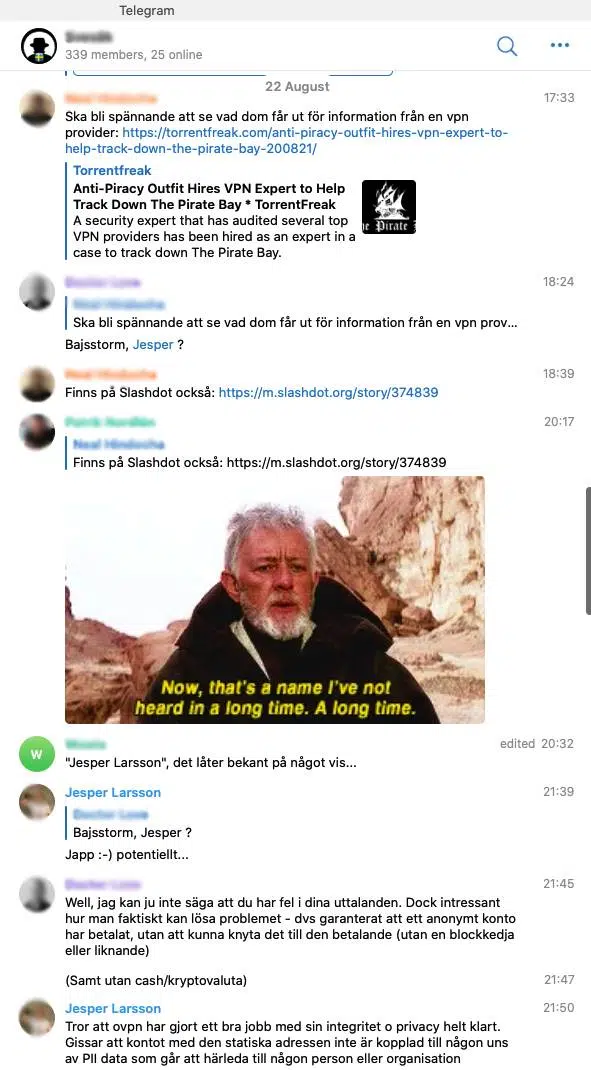 Telegram
339 members, 25 online
22 August
17:33
Ska bli spännande att se vad dom får ut för information från en vpn
provider: https://torrentfreak.com/anti-piracy-outfit-hires-vpn-expert-to-
help-track-down-the-pirate-bay-200821/
Torrentfreak
Anti-Piracy Outfit Hires VPN Expert to Help
Track Down The Pirate Bay * TorrentFreak
A security expert that has audited several top
VPN providers has been hired as an expert in a
case to track down The Pirate Bay.
he Pirate
18:24
Ska bli spännande att se vad dom får ut för information från en vpn prov...
Bajsstorm, Jesper ?
18:39
Finns på Slashdot också: https://m.slashdot.org/story/374839
20:17
Finns på Slashdot också: https://m.slashdot.org/story/374839
Now, that's a name I've not
heard in a long time. A long time.
W
edited 20:32
"Jesper Larsson", det låter bekant på något vis...
Jesper Larsson 21:39
Bajsstorm, Jesper ?
Japp :-) potentiellt...
21:45
Well, jag kan ju inte säga att du har fel i dina uttalanden. Dock intressant
hur man faktiskt kan lösa problemet - dvs garanterat att ett anonymt konto
har betalat, utan att kunna knyta det till den betalande (utan en blockkedja
eller liknande)
(Samt utan cash/kryptovaluta) 21:47
Jesper Larsson 21:50
Tror att ovpn har gjort ett bra jobb med sin integritet o privacy helt klart.
Gissar att kontot med den statiska adressen inte är kopplad till någon uns
av PII data som går att härleda till någon person eller organisation